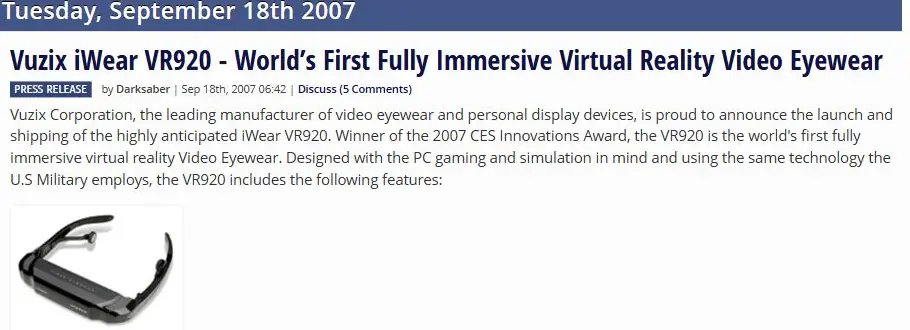 Tuesday, September 18th 2007
Vuzix iWear VR920 - World’s First Fully Immersive Virtual Reality Video Eyewear
PRESS RELEASE by Darksaber | Sep 18th, 2007 06:42 | Discuss (5 Comments)
Vuzix Corporation, the leading manufacturer of video eyewear and personal display devices, is proud to announce the launch and
shipping of the highly anticipated iWear VR920. Winner of the 2007 CES Innovations Award, the VR920 is the world's first fully
immersive virtual reality Video Eyewear. Designed with the PC gaming and simulation in mind and using the same technology the
U.S Military employs, the VR920 includes the following features: